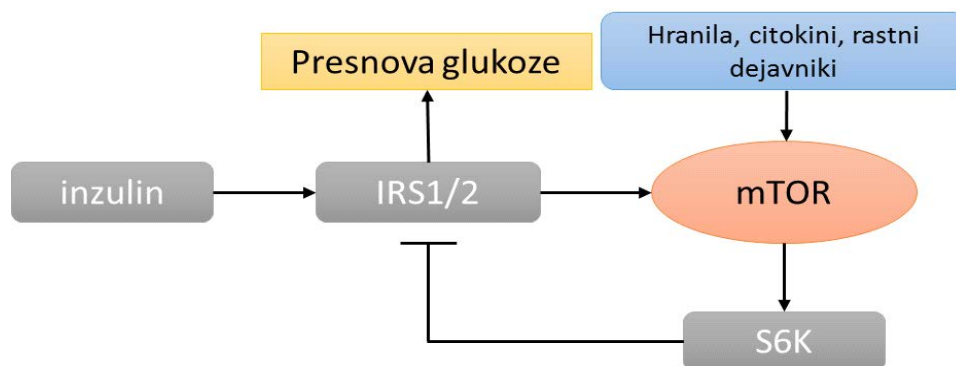 Hranila, citokini, rastni
dejavniki
Presnova glukoze
inzulin
IRS1/2
mTOR
S6K